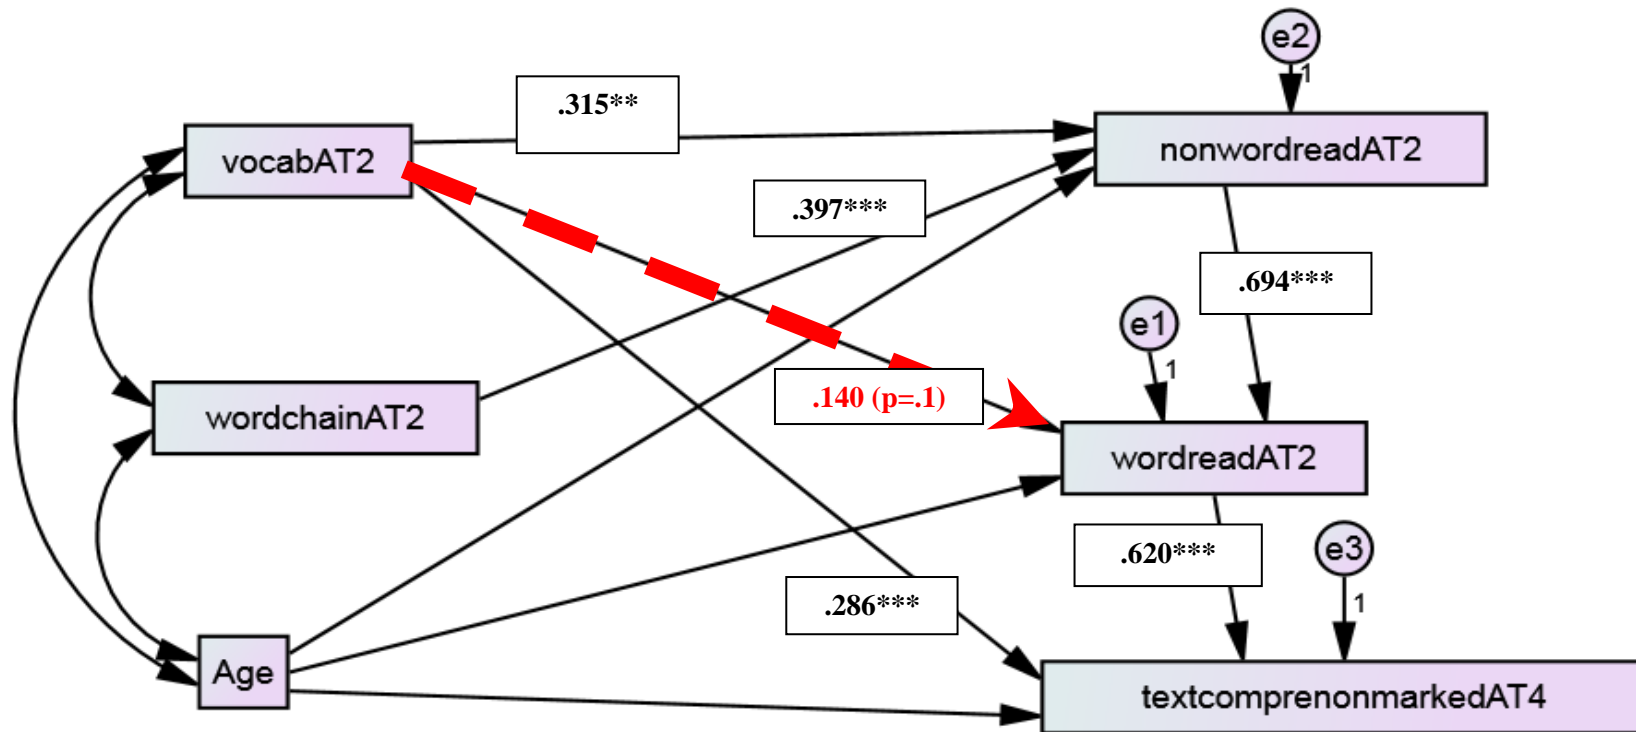 e2
1
.315**
vocabAT2
nonwordreadAT2
.397***
.694***
e1
1
.140 (p=.1)
wordchainAT2
wordreadAT2
.620***
e3
.286***
1
Age
textcomprenonmarkedAT4